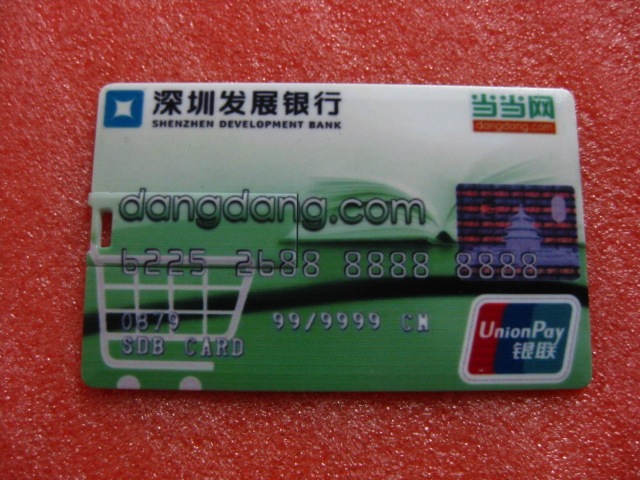 深圳发展银行
SHENZHEN DEVELOPMENT BANK
当当网
dangdang.com
dangdang.com
6225 2688 8888 8888
08/9 99/9999 CM
SDB CARD
UnionPay
银联